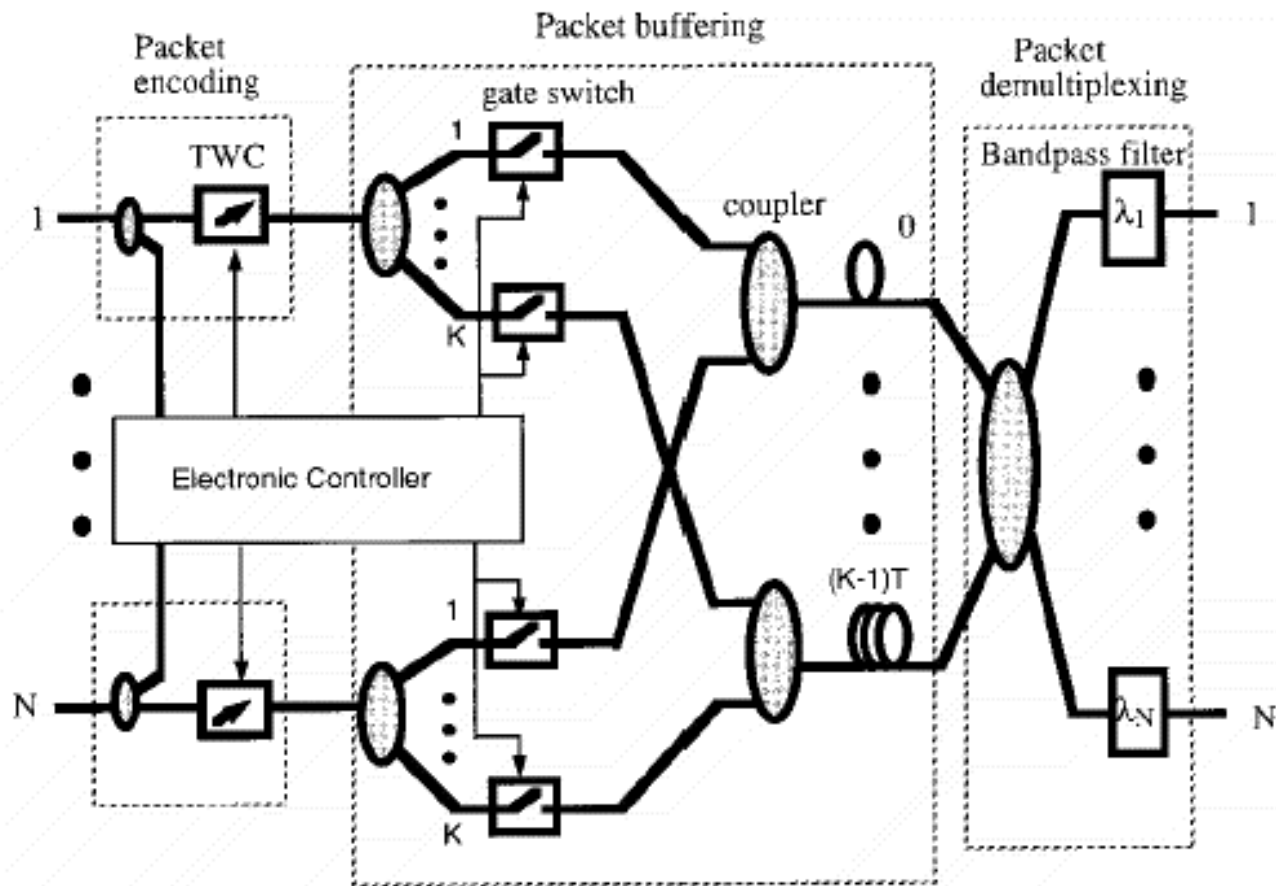 Packet buffering
Packet
encoding
Packet
demultiplexing
gate switch
TWC
Bandpass filter
1
coupler
0
λ1
1
1
K
Electronic Controller
(K-1)T
1
N
λN
N
K